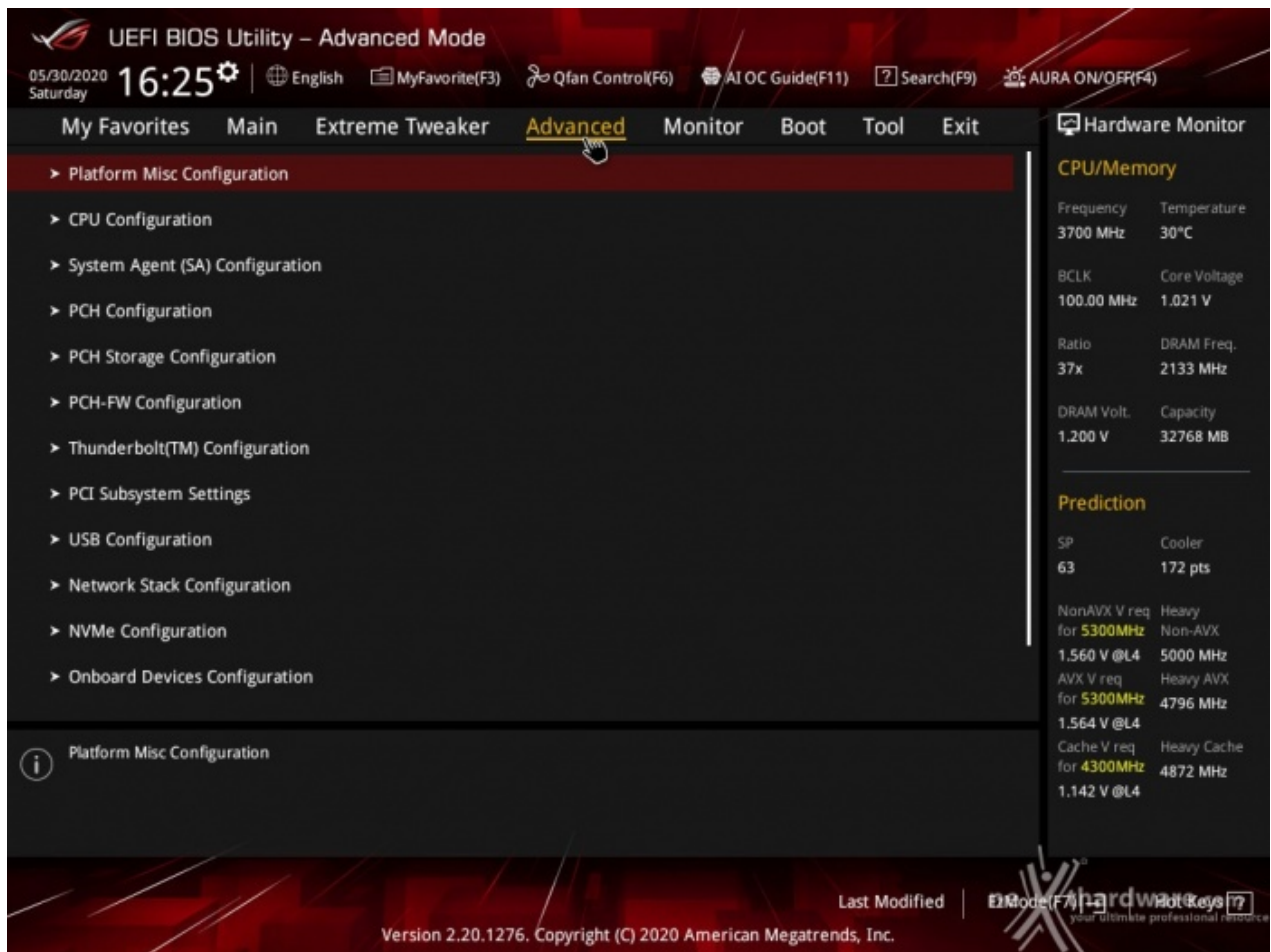 UEFI BIOS Utility – Advanced Mode
05/30/2020
Saturday
16:25
English
MyFavorite(F3)
Qfan Control(F6)
AI OC Guide(F11)
? Search(F9)
AURA ON/OFF(F4)
My Favorites Main Extreme Tweaker Advanced Monitor Boot Tool Exit
Hardware Monitor
> Platform Misc Configuration
> CPU Configuration
> System Agent (SA) Configuration
> PCH Configuration
> PCH Storage Configuration
> PCH-FW Configuration
> Thunderbolt(TM) Configuration
> PCI Subsystem Settings
> USB Configuration
> Network Stack Configuration
> NVMe Configuration
> Onboard Devices Configuration
i Platform Misc Configuration
CPU/Memory
Frequency Temperature
3700 MHz 30°C
BCLK Core Voltage
100.00 MHz 1.021 V
Ratio DRAM Freq.
37x 2133 MHz
DRAM Volt. Capacity
1.200 V 32768 MB
Prediction
SP Cooler
63 172 pts
NonAVX V req Heavy
for 5300MHz Non-AVX
1.560 V @L4 5000 MHz
AVX V req Heavy AVX
for 5300MHz 4796 MHz
1.564 V @L4
Cache V req Heavy Cache
for 4300MHz 4872 MHz
1.142 V @L4
Last Modified
EzMode(F7)
Hot Keys ?
your ultimate professional resource
Version 2.20.1276. Copyright (C) 2020 American Megatrends, Inc.